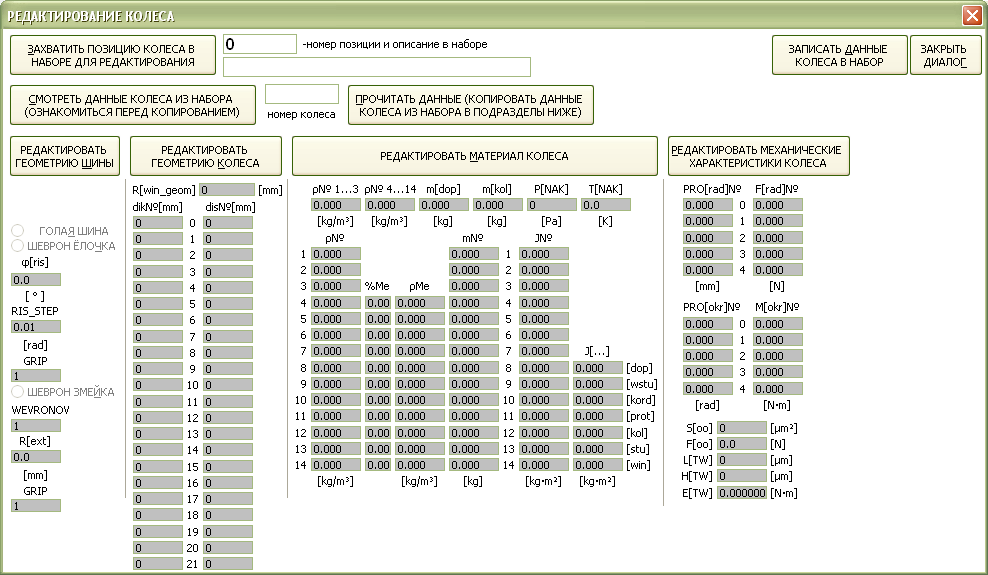 РЕДАКТИРОВАНИЕ КОЛЕСА
ЗАХВАТИТЬ ПОЗИЦИЮ КОЛЕСА В
НАБОРЕ ДЛЯ РЕДАКТИРОВАНИЯ
0 -номер позиции и описание в наборе
ЗАПИСАТЬ ДАННЫЕ
КОЛЕСА В НАБОР
ЗАКРЫТЬ
ДИАЛОГ
СМОТРЕТЬ ДАННЫЕ КОЛЕСА ИЗ НАБОРА
(ОЗНАКОМИТЬСЯ ПЕРЕД КОПИРОВАНИЕМ)
номер колеса
ПРОЧИТАТЬ ДАННЫЕ (КОПИРОВАТЬ ДАННЫЕ
КОЛЕСА ИЗ НАБОРА В ПОДРАЗДЕЛЫ НИЖЕ)
РЕДАКТИРОВАТЬ
ГЕОМЕТРИЮ ШИНЫ
ГОЛАЯ ШИНА
ШЕВРОН ЁЛОЧКА
φ[ris]
0.0
[ ° ]
RIS_STEP
0.01
[rad]
GRIP
1
ШЕВРОН ЗМЕЙКА
WEVRONOV
1
R[ext]
0.0
[mm]
GRIP
1
РЕДАКТИРОВАТЬ
ГЕОМЕТРИЮ КОЛЕСА
R[win_geom] 0 [mm]
dik№[mm] dis№[mm]
0 0 0
0 1 0
0 2 0
0 3 0
0 4 0
0 5 0
0 6 0
0 7 0
0 8 0
0 9 0
0 10 0
0 11 0
0 12 0
0 13 0
0 14 0
0 15 0
0 16 0
0 17 0
0 18 0
0 19 0
0 20 0
0 21 0
РЕДАКТИРОВАТЬ МАТЕРИАЛ КОЛЕСА
ρ№ 1...3 ρ№ 4...14 m[dop] m[kol] P[NAK] T[NAK]
0.000 0.000 0.000 0.000 0 0.0
[kg/m³] [kg/m³] [kg] [kg] [Pa] [K]
ρ№ m№ J№
1 0.000 0.000 1 0.000
2 0.000 0.000 2 0.000
3 0.000 %Me ρMe 0.000 3 0.000
4 0.000 0.00 0.000 0.000 4 0.000
5 0.000 0.00 0.000 0.000 5 0.000
6 0.000 0.00 0.000 0.000 6 0.000
7 0.000 0.00 0.000 0.000 7 0.000 J[...]
8 0.000 0.00 0.000 0.000 8 0.000 0.000 [dop]
9 0.000 0.00 0.000 0.000 9 0.000 0.000 [wstu]
10 0.000 0.00 0.000 0.000 10 0.000 0.000 [kord]
11 0.000 0.00 0.000 0.000 11 0.000 0.000 [prot]
12 0.000 0.00 0.000 0.000 12 0.000 0.000 [kol]
13 0.000 0.00 0.000 0.000 13 0.000 0.000 [stu]
14 0.000 0.00 0.000 0.000 14 0.000 0.000 [win]
[kg/m³] [kg/m³] [kg] [kg·m²] [kg·m²]
РЕДАКТИРОВАТЬ МЕХАНИЧЕСКИЕ
ХАРАКТЕРИСТИКИ КОЛЕСА
PRO[rad]№ F[rad]№
0.000 0 0.000
0.000 1 0.000
0.000 2 0.000
0.000 3 0.000
0.000 4 0.000
[mm] [N]
PRO[okr]№ M[okr]№
0.000 0 0.000
0.000 1 0.000
0.000 2 0.000
0.000 3 0.000
0.000 4 0.000
[rad] [N·m]
S[oo] 0 [µm²]
F[oo] 0.0 [N]
L[TW] 0 [µm]
H[TW] 0 [µm]
E[TW] 0.000000 [N·m]